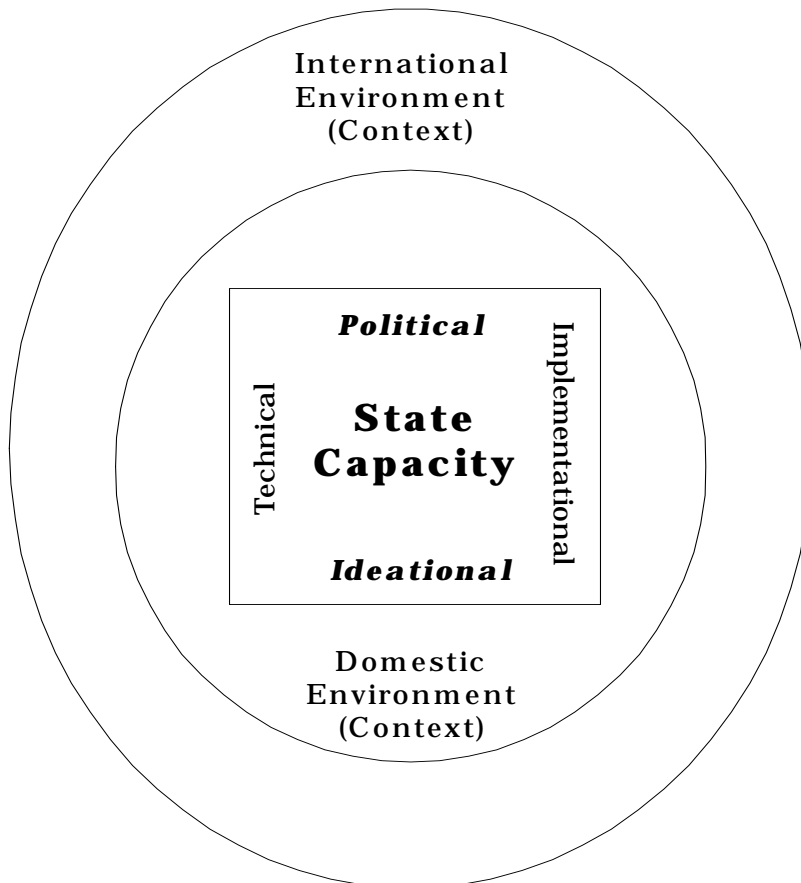 International
Environment
(Context)
Political
Implementational
Technical
State
Capacity
Ideational
Domestic
Environment
(Context)